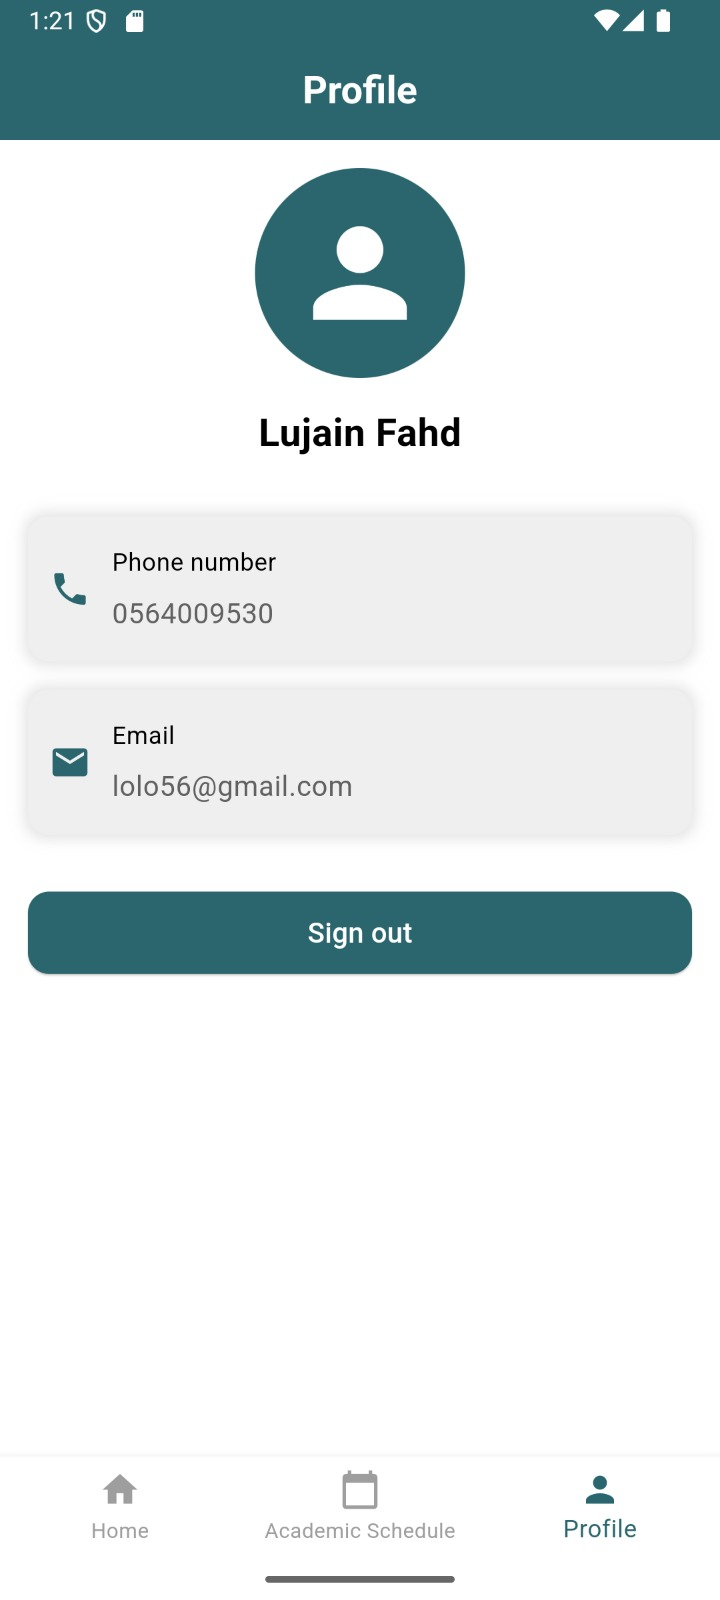 1:21
Profile
Lujain Fahd
Phone number
0564009530
Email
lolo56@gmail.com
Sign out
Home
Academic Schedule
Profile